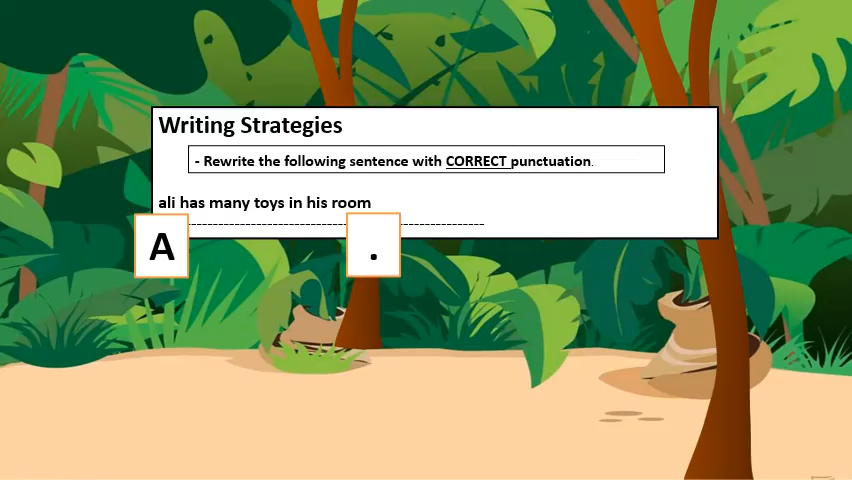 Writing Strategies
- Rewrite the following sentence with CORRECT punctuation.
ali has many toys in his room
A
.